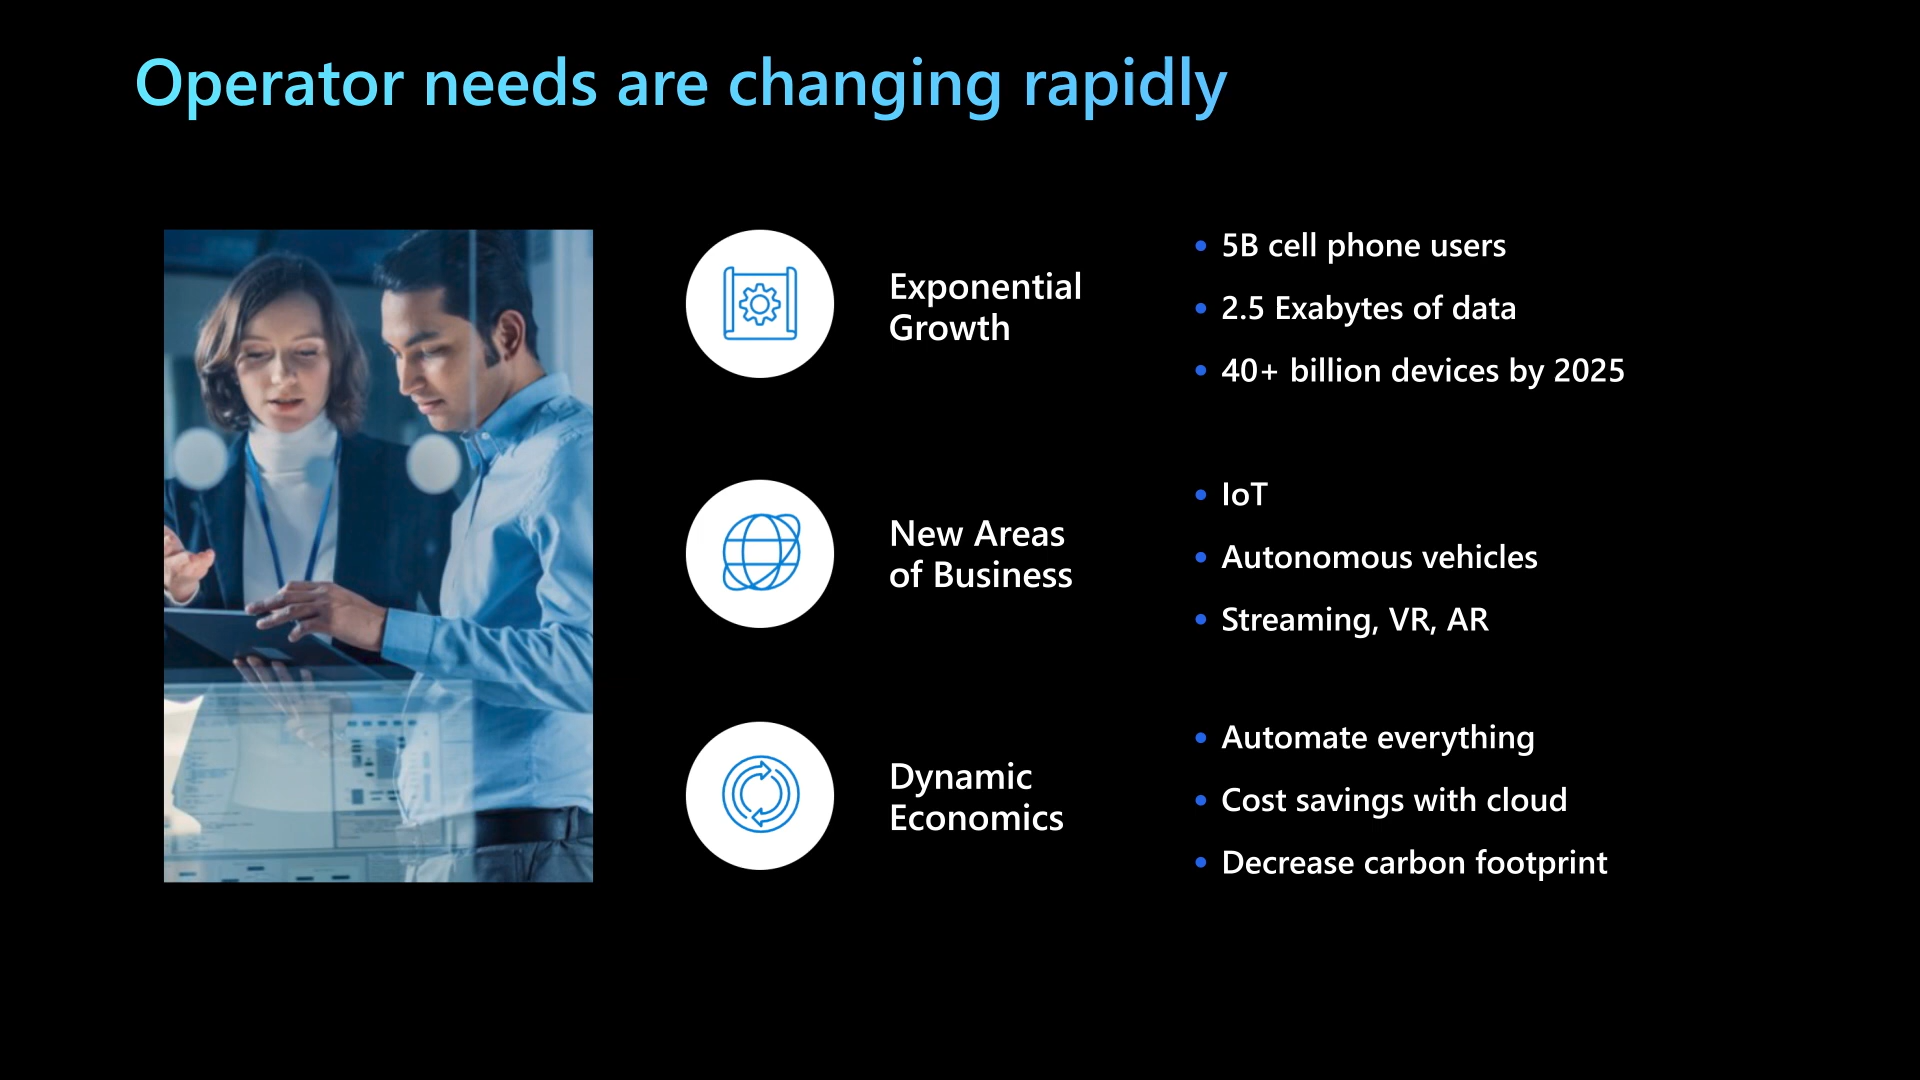 Operator needs are changing rapidly
Exponential
Growth
• 5B cell phone users
• 2.5 Exabytes of data
• 40+ billion devices by 2025
New Areas
of Business
• IoT
• Autonomous vehicles
• Streaming, VR, AR
Dynamic
Economics
• Automate everything
• Cost savings with cloud
• Decrease carbon footprint